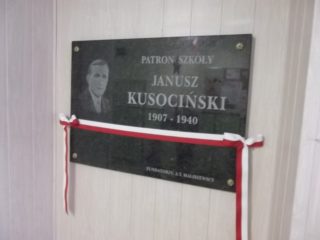 PATRON SZKOŁY
JANUSZ
KUSOCIŃSKI
1907 - 1940